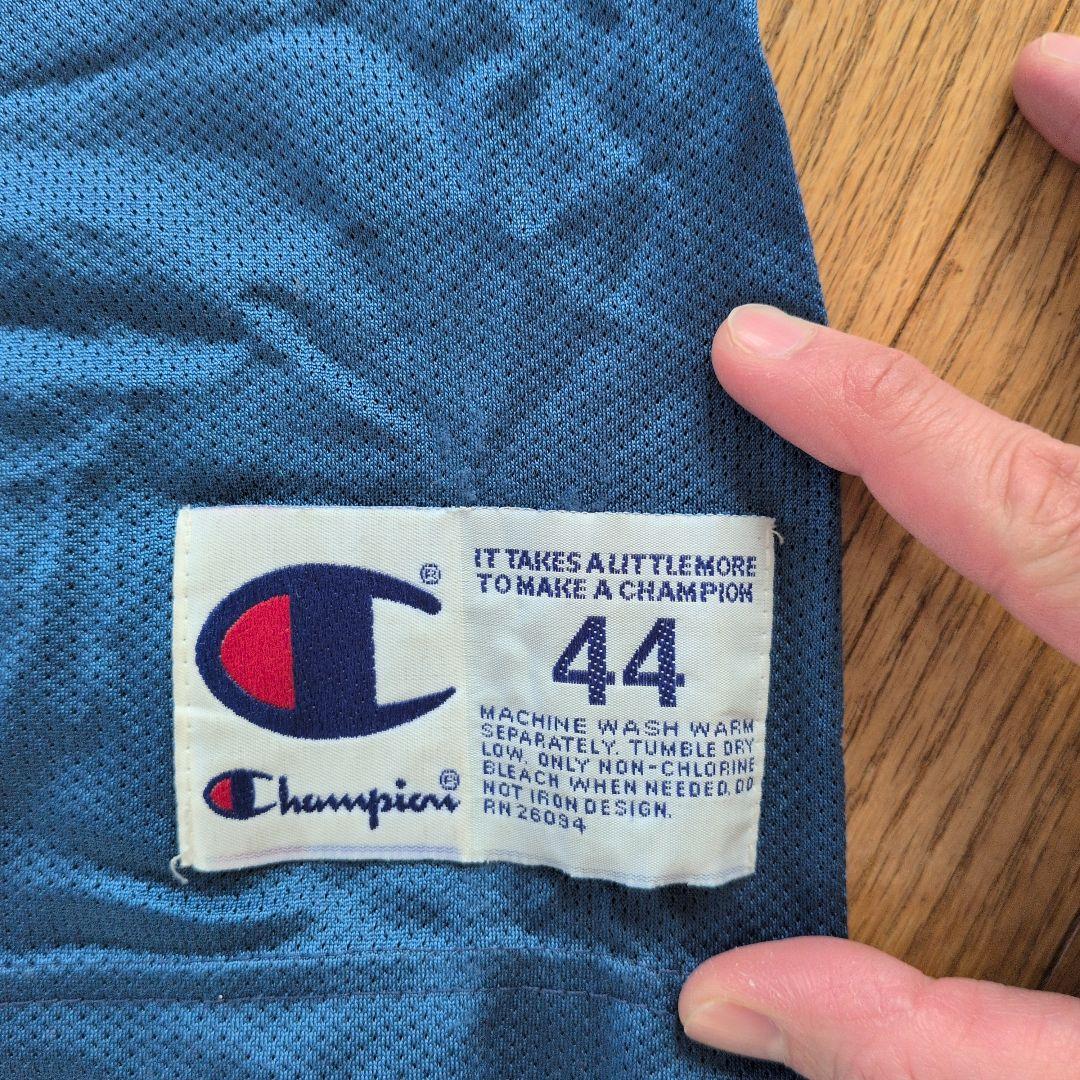 ®
Champion®
IT TAKES A LITTLE MORE
TO MAKE A CHAMPION
44
MACHINE WASH WARM
SEPARATELY. TUMBLE DRY
LOW. ONLY NON-CHLORINE
BLEACH WHEN NEEDED. DO
NOT IRON DESIGN.
RN 26094